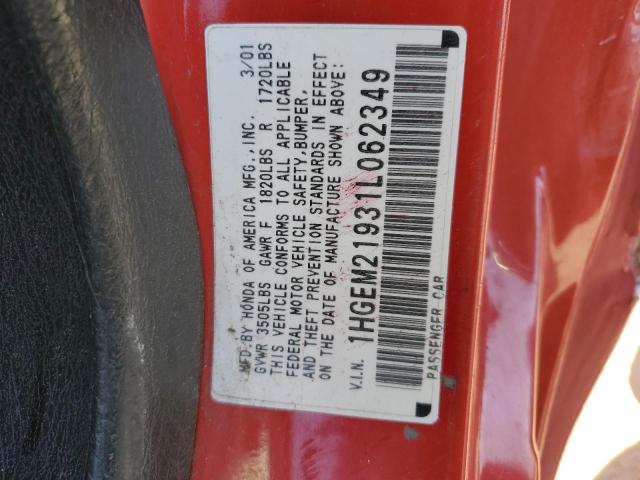 MFD.BY HONDA OF AMERICA MFG.,INC. 3/01
GVWR 3505LBS GAWR F 1820LBS R 1720LBS
THIS VEHICLE CONFORMS TO ALL APPLICABLE
FEDERAL MOTOR VEHICLE SAFETY,BUMPER,
AND THEFT PREVENTION STANDARDS IN EFFECT
ON THE DATE OF MANUFACTURE SHOWN ABOVE:
V.I.N. 1HGEM21931L062349
PASSENGER CAR